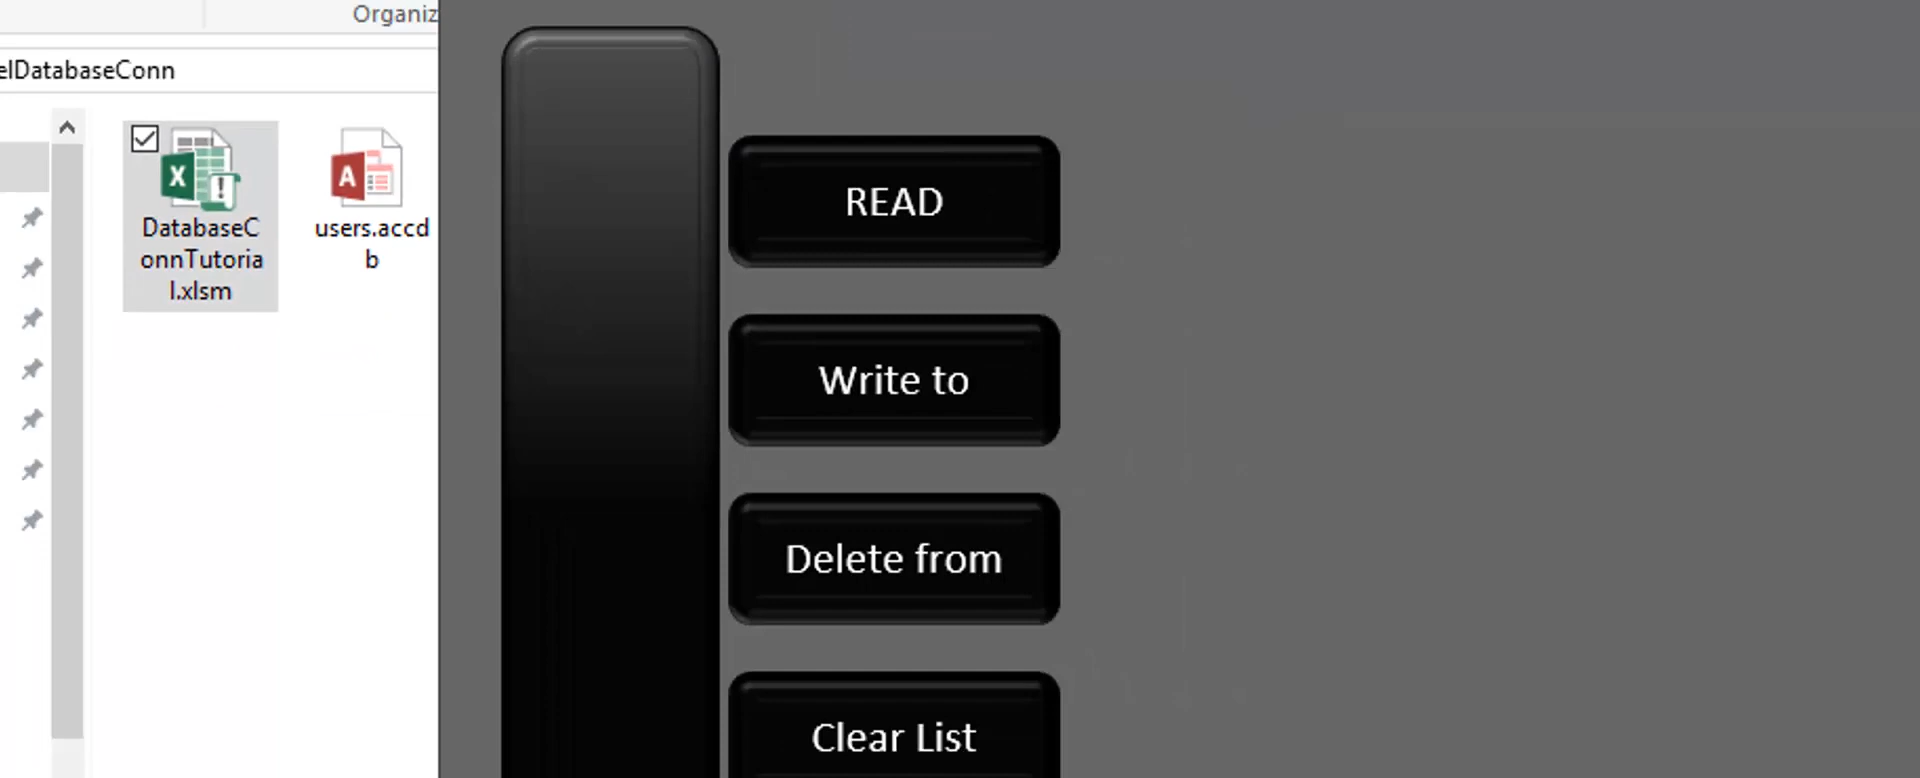 Organiz
elDatabaseConn
DatabaseC
onnTutoria
l.xlsm
users.accd
b
READ
Write to
Delete from
Clear List